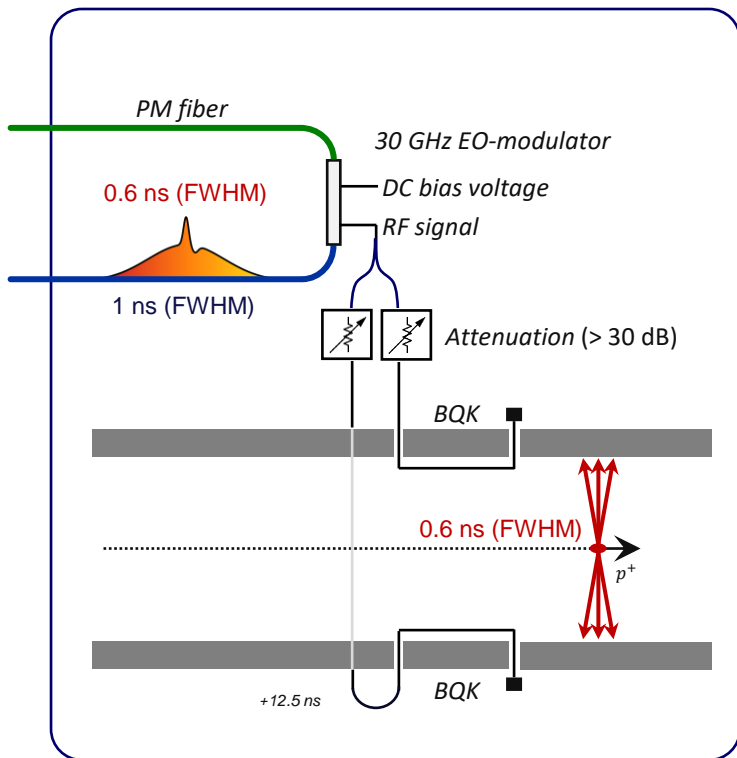 PM fiber
30 GHz EO-modulator
0.6 ns (FWHM)
DC bias voltage
RF signal
1 ns (FWHM)
Attenuation (> 30 dB)
BQK
0.6 ns (FWHM)
p⁺
+12.5 ns
BQK